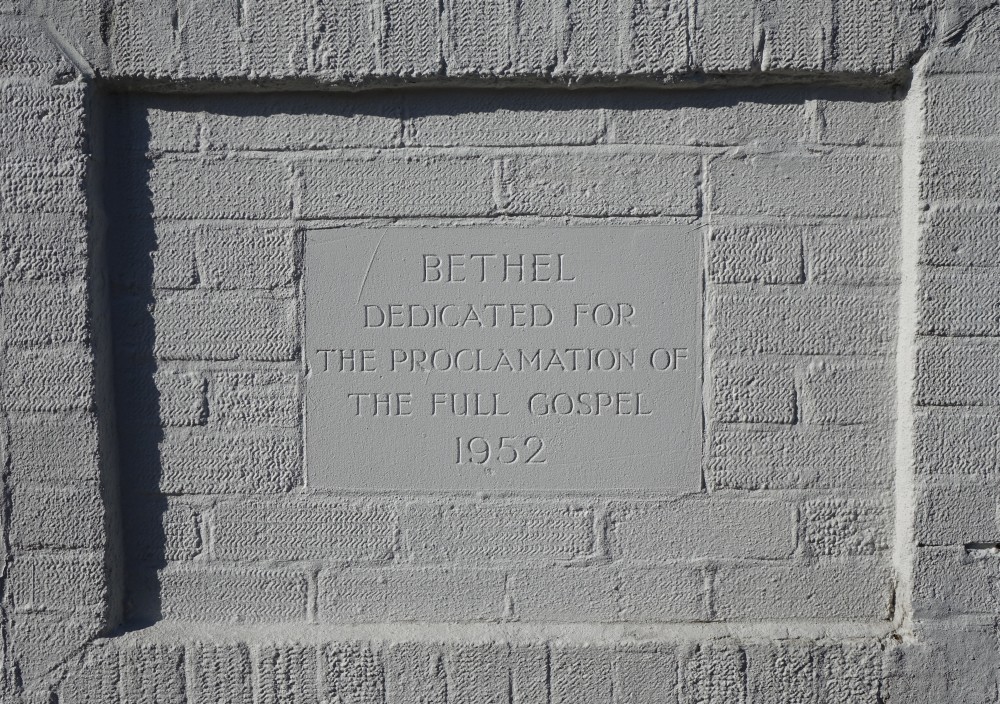 BETHEL
DEDICATED FOR
THE PROCLAMATION OF
THE FULL GOSPEL
1952